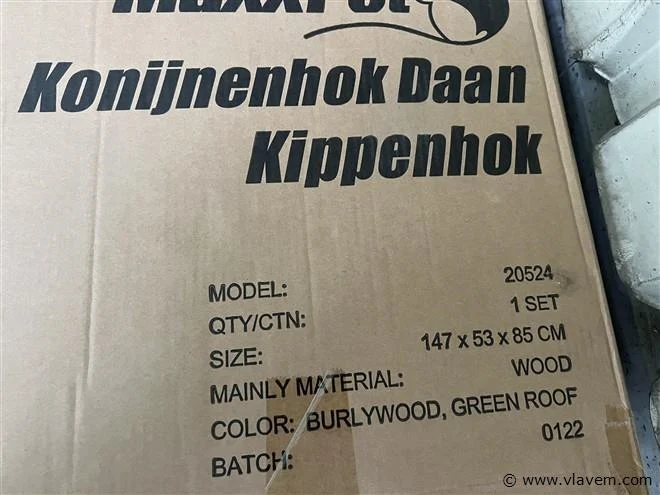 MaxxPet
Konijnenhok Daan
Kippenhok
MODEL: 20524
QTY/CTN: 1 SET
SIZE: 147 x 53 x 85 CM
MAINLY MATERIAL: WOOD
COLOR: BURLYWOOD, GREEN ROOF
BATCH: 0122
© www.vlavem.com